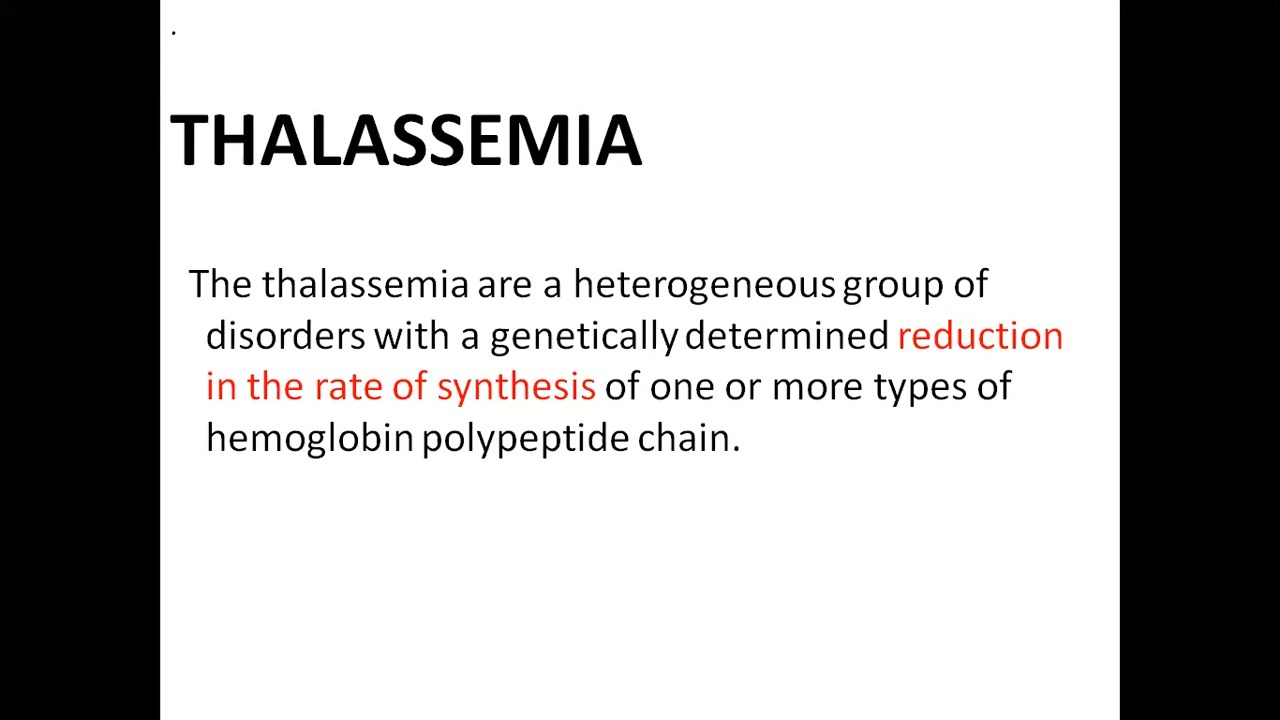 .
THALASSEMIA
The thalassemia are a heterogeneous group of
disorders with a genetically determined reduction
in the rate of synthesis of one or more types of
hemoglobin polypeptide chain.